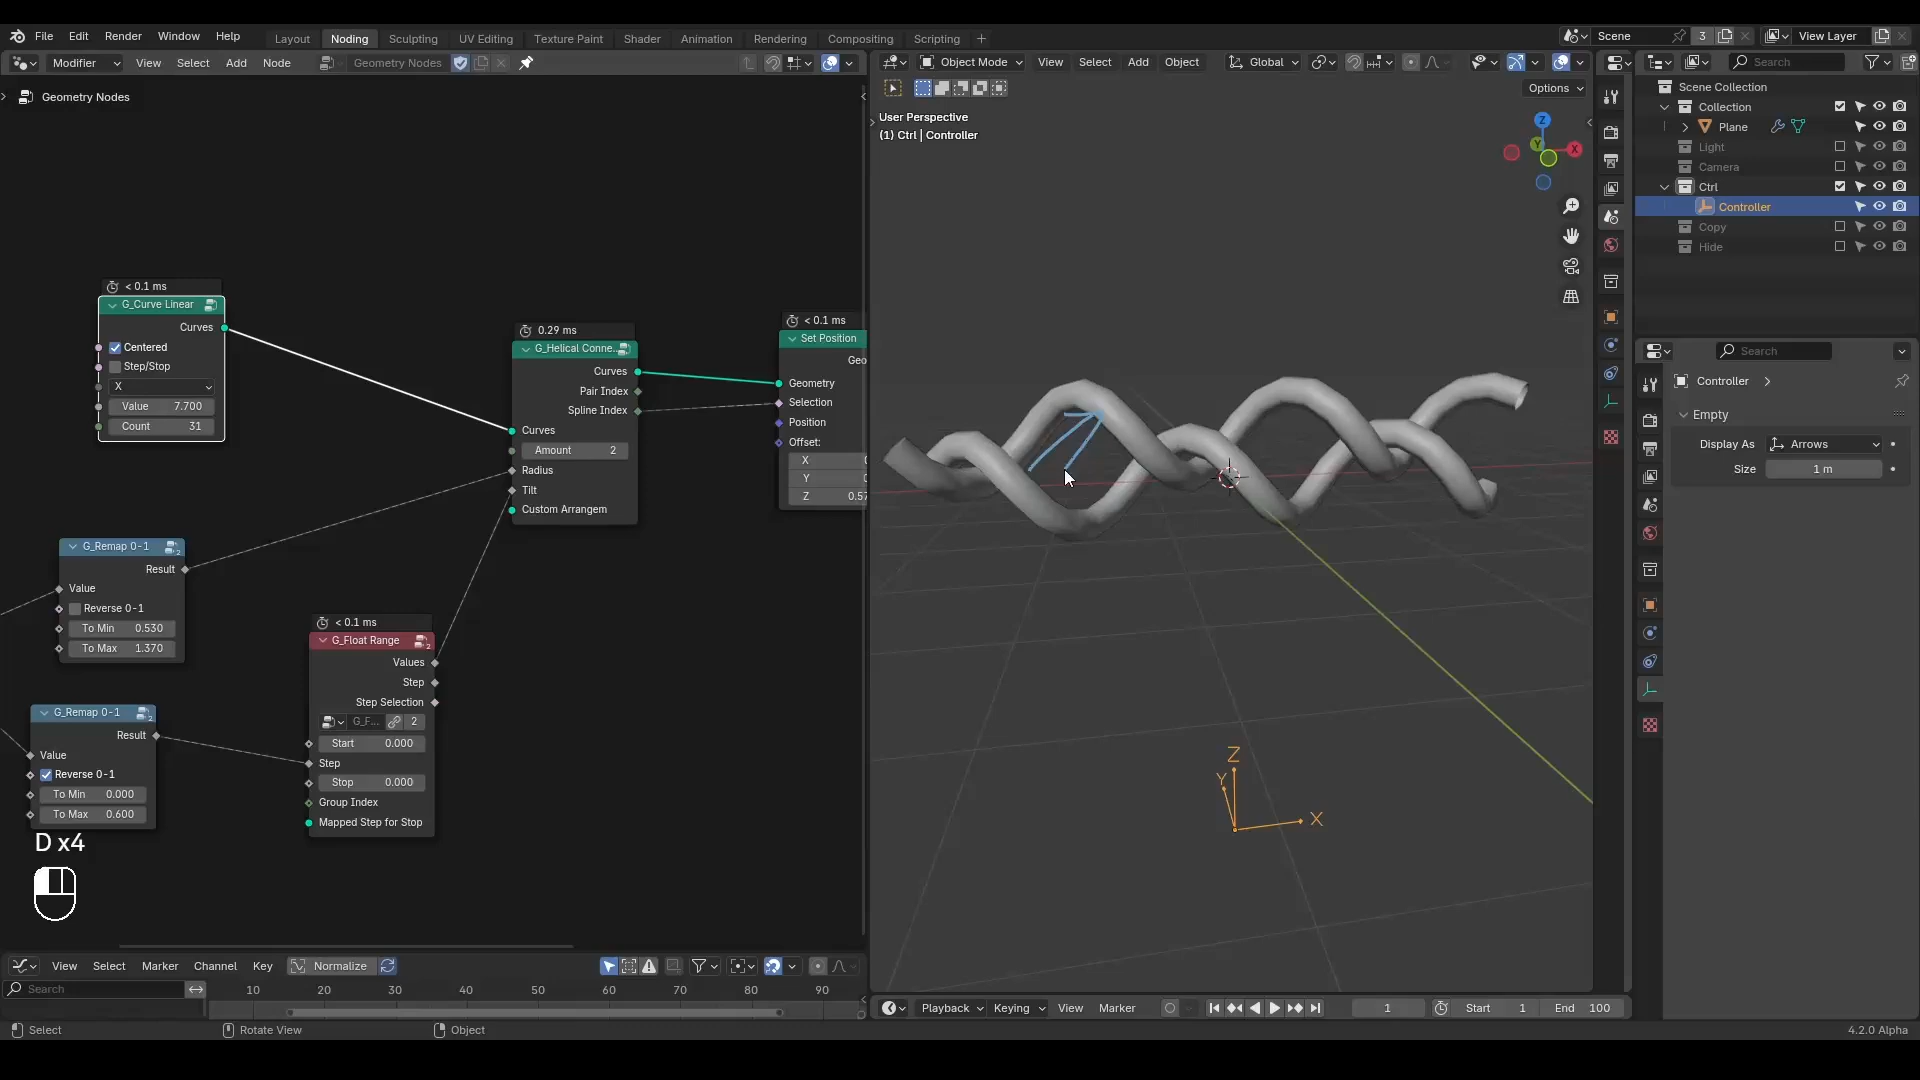 File Edit Render Window Help Layout Noding Sculpting UV Editing Texture Paint Shader Animation Rendering Compositing Scripting + Scene 3 View Layer
Modifier View Select Add Node Geometry Nodes Object Mode View Select Add Object Global Search
Options
Geometry Nodes
User Perspective
(1) Ctrl | Controller
Z
Y
X
Scene Collection
Collection
Plane
Light
Camera
Ctrl
Controller
Copy
Hide
< 0.1 ms
G_Curve Linear
Curves
Centered
Step/Stop
X
Value 7.700
Count 31
0.29 ms
G_Helical Conne..
Curves
Pair Index
Spline Index
Curves
Amount 2
Radius
Tilt
Custom Arrangem
< 0.1 ms
Set Position
Geo
Geometry
Selection
Position
Offset:
X 0
Y 0
Z 0.57
G_Remap 0-1
2
Result
Value
Reverse 0-1
To Min 0.530
To Max 1.370
< 0.1 ms
G_Float Range
2
Values
Step
Step Selection
G_F... 2
Start 0.000
Step
Stop 0.000
Group Index
Mapped Step for Stop
G_Remap 0-1
2
Result
Value
Reverse 0-1
To Min 0.000
To Max 0.600
D x4
Z
Y
X
Search
Controller
Empty
Display As Arrows
Size 1 m
View Select Marker Channel Key Normalize
Search 10 20 30 40 50 60 70 80 90
Playback Keying View Marker 1 Start 1 End 100
Select Rotate View Object 4.2.0 Alpha